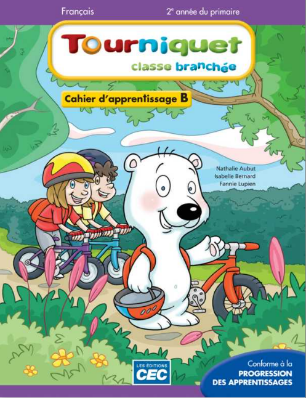 Français 2e année du primaire
Tourniquet
classe branchée
Cahier d'apprentissage B
Nathalie Aubut
Isabelle Bernard
Fannie Lupien
LES ÉDITIONS
CEC
Conforme à la
PROGRESSION
DES APPRENTISSAGES